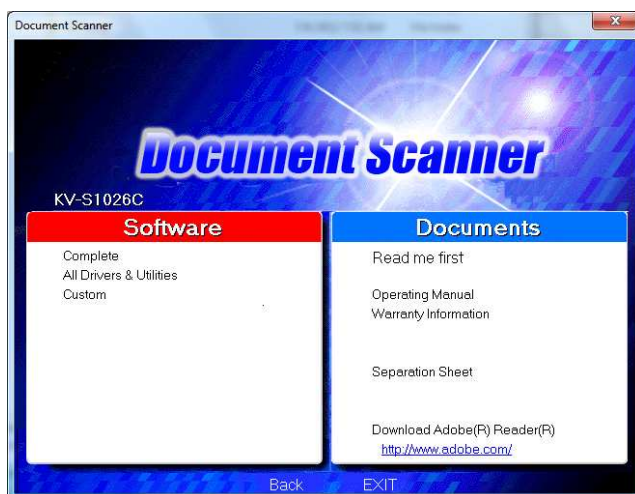 Document Scanner
Document Scanner
KV-S1026C
Software
Complete
All Drivers & Utilities
Custom
Documents
Read me first
Operating Manual
Warranty Information
Separation Sheet
Download Adobe(R) Reader(R)
http://www.adobe.com/
Back
EXIT